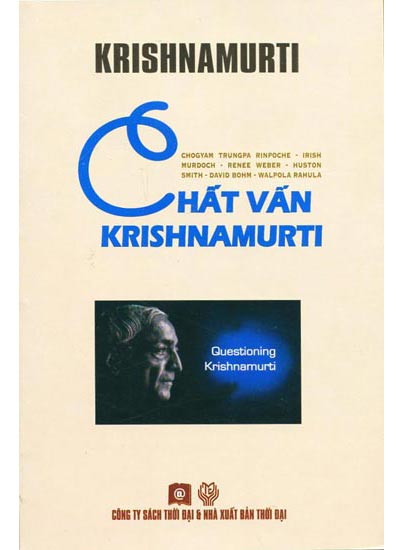 KRISHNAMURTI
CHOGYAM TRUNGPA RINPOCHE - IRISH
MURDOCH - RENÉE WEBER - HUSTON
SMITH - DAVID BOHM - WALPOLA RAHULA
CHẤT VẤN
KRISHNAMURTI
Questioning
Krishnamurti
@
CÔNG TY SÁCH THỜI ĐẠI & NHÀ XUẤT BẢN THỜI ĐẠI